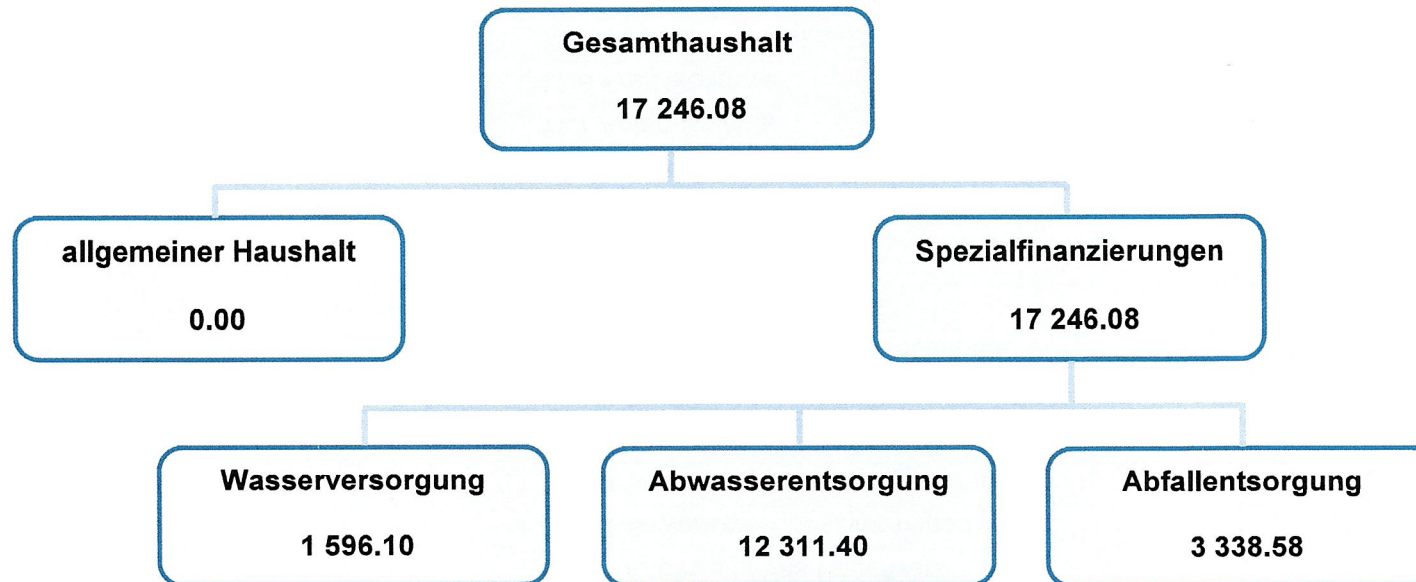 Gesamthaushalt
17 246.08
allgemeiner Haushalt
0.00
Spezialfinanzierungen
17 246.08
Wasserversorgung
1 596.10
Abwasserentsorgung
12 311.40
Abfallentsorgung
3 338.58